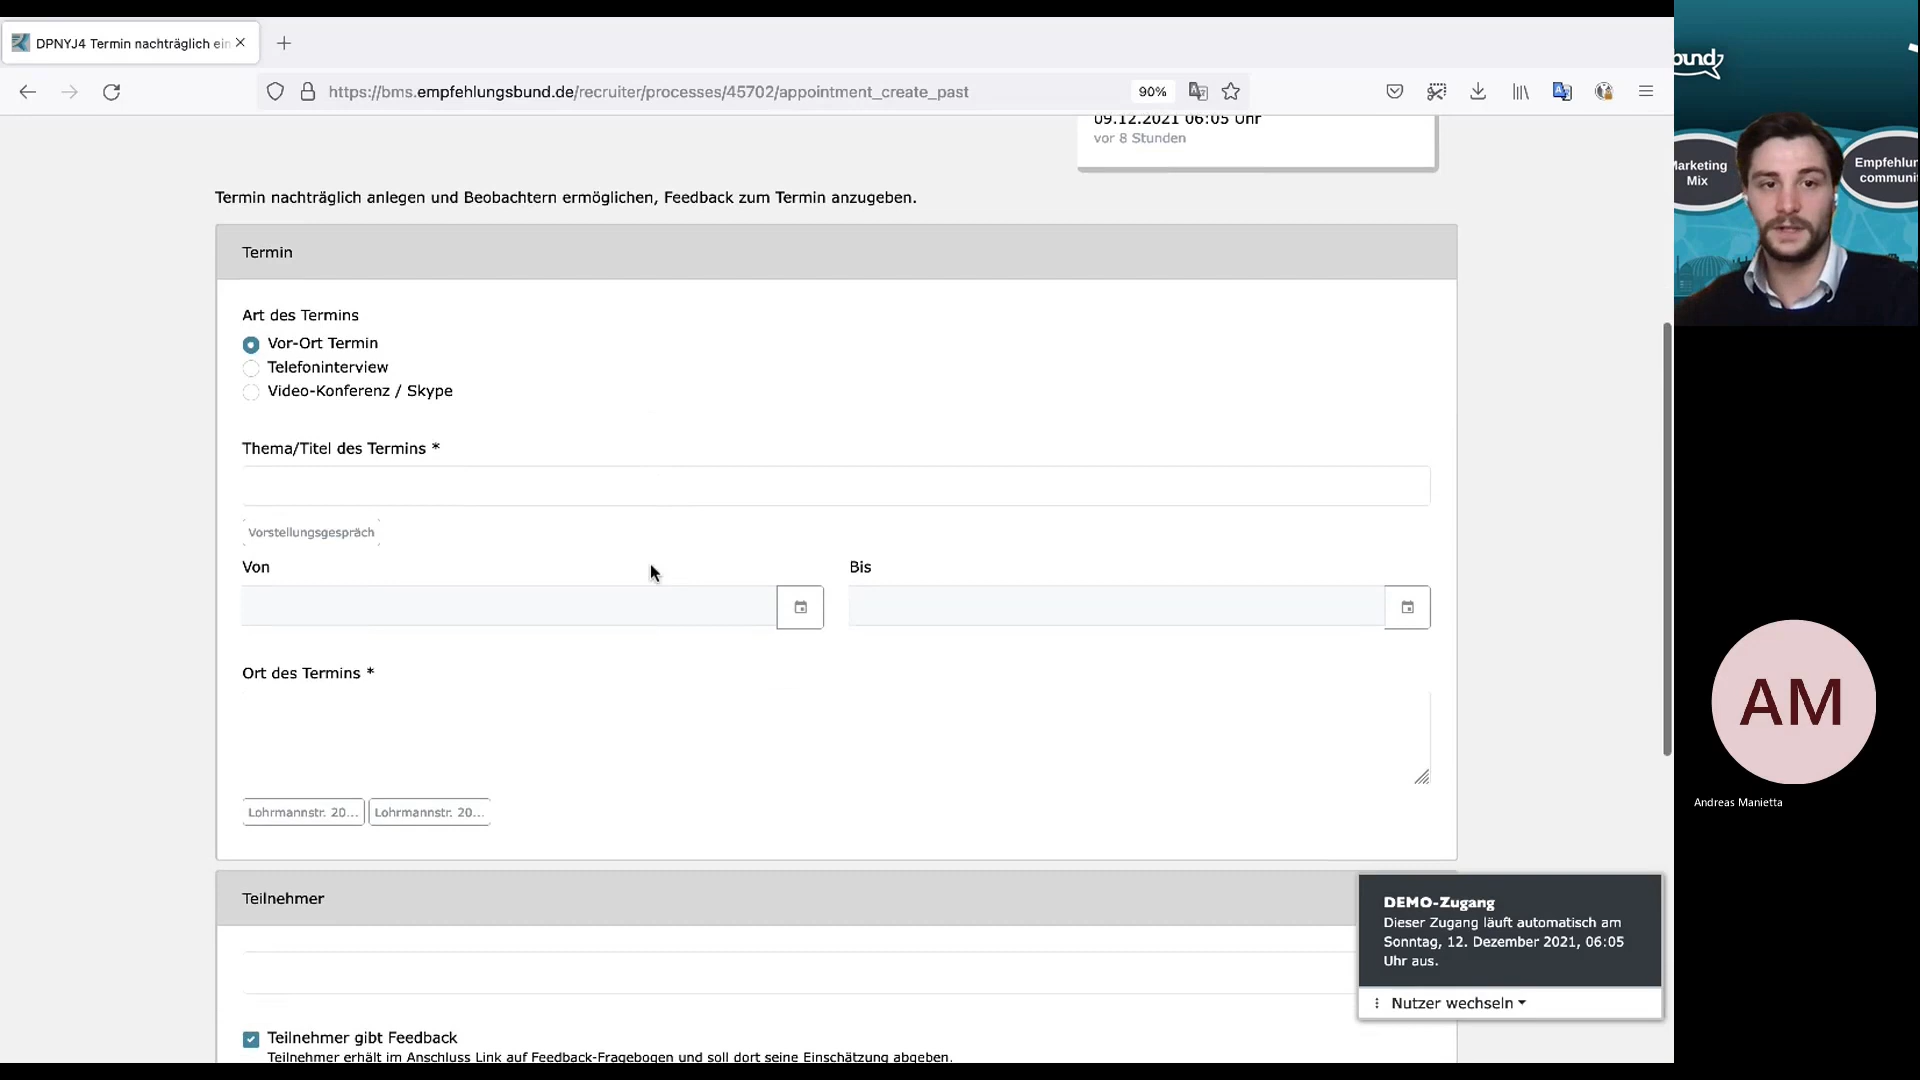 DPNYJ4 Termin nachträglich ein
https://bms.empfehlungsbund.de/recruiter/processes/45702/appointment_create_past
90%
09.12.2021 06:05 Uhr
vor 8 Stunden
Termin nachträglich anlegen und Beobachtern ermöglichen, Feedback zum Termin anzugeben.
Termin
Art des Termins
Vor-Ort Termin
Telefoninterview
Video-Konferenz / Skype
Thema/Titel des Termins *
Vorstellungsgespräch
Von
Bis
Ort des Termins *
Lohrmannstr. 20... Lohrmannstr. 20...
Teilnehmer
Teilnehmer gibt Feedback
Teilnehmer erhält im Anschluss Link auf Feedback-Fragebogen und soll dort seine Einschätzung abgeben.
DEMO-Zugang
Dieser Zugang läuft automatisch am
Sonntag, 12. Dezember 2021, 06:05
Uhr aus.
Nutzer wechseln
bund
Marketing
Mix
Empfehlun
communit
AM
Andreas Manietta